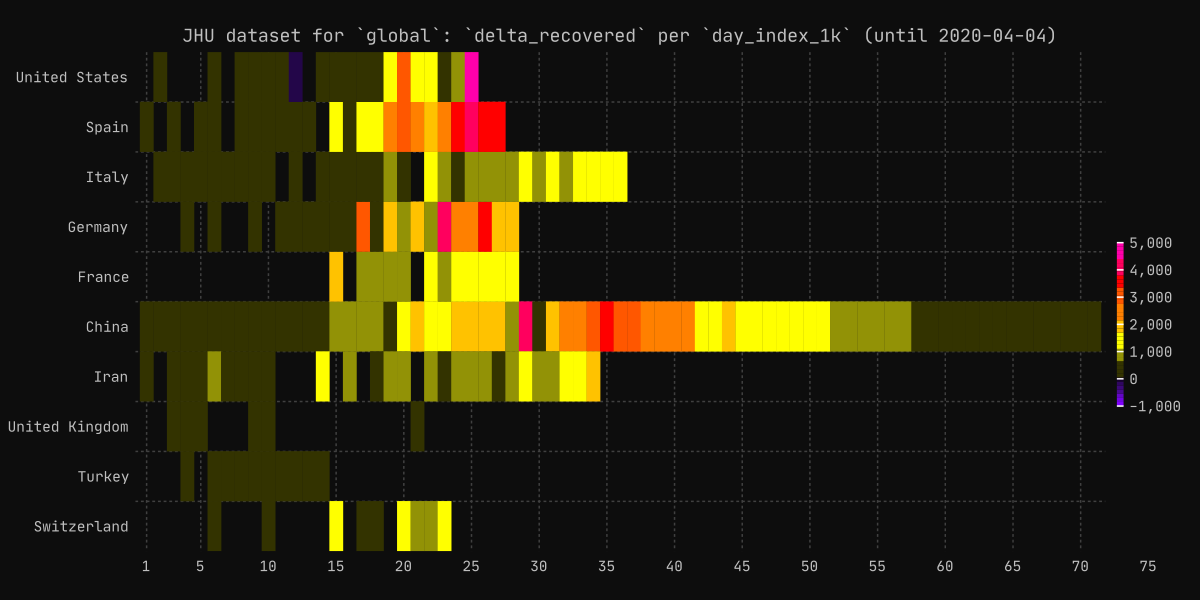 JHU dataset for `global`: `delta_recovered` per `day_index_1k` (until 2020-04-04)
United States
Spain
Italy
Germany
France
China
Iran
United Kingdom
Turkey
Switzerland
5,000
4,000
3,000
2,000
1,000
0
-1,000
1 5 10 15 20 25 30 35 40 45 50 55 60 65 70 75